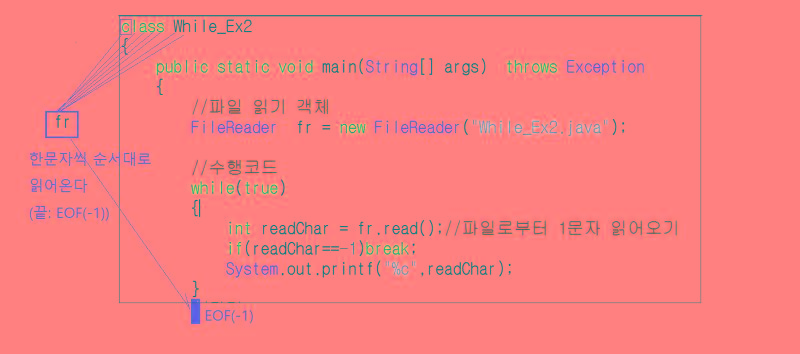 class While_Ex2
{
public static void main(String[] args) throws Exception
{
//파일 읽기 객체
FileReader fr = new FileReader("While_Ex2.java");
//수행코드
while(true)
{
int readChar = fr.read();//파일로부터 1문자 읽어오기
if(readChar==-1)break;
System.out.printf("%c",readChar);
}
fr
한문자씩 순서대로
읽어온다
(끝: EOF(-1))
EOF(-1)